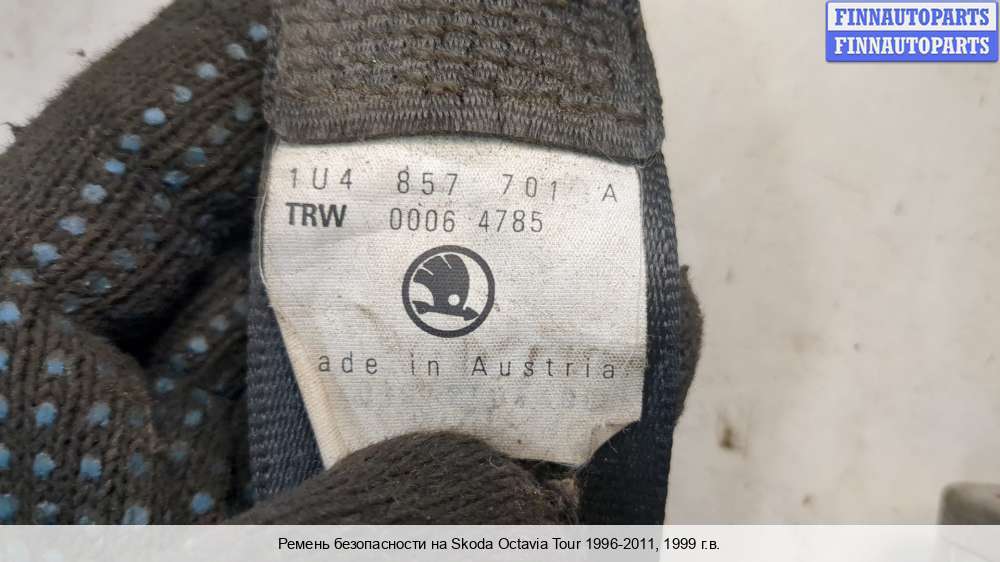 FINNAUTOPARTS
FINNAUTOPARTS
1U4 857 701 A
TRW 0006 4785
ade in Austria
Ремень безопасности на Skoda Octavia Tour 1996-2011, 1999 г.в.